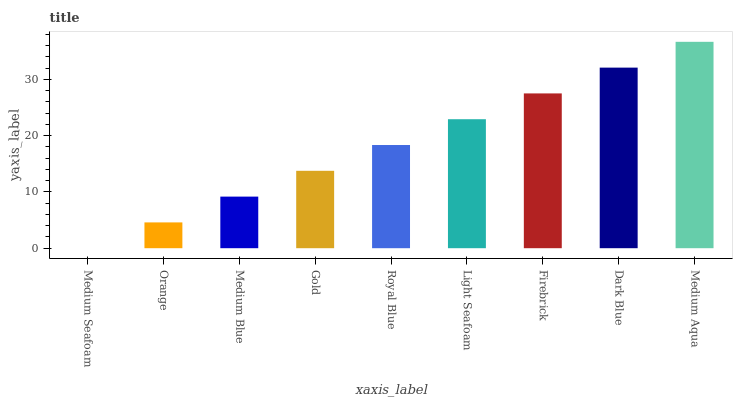 title
yaxis_label
30
20
10
0
Medium Seafoam
Orange
Medium Blue
Gold
Royal Blue
Light Seafoam
Firebrick
Dark Blue
Medium Aqua
xaxis_label